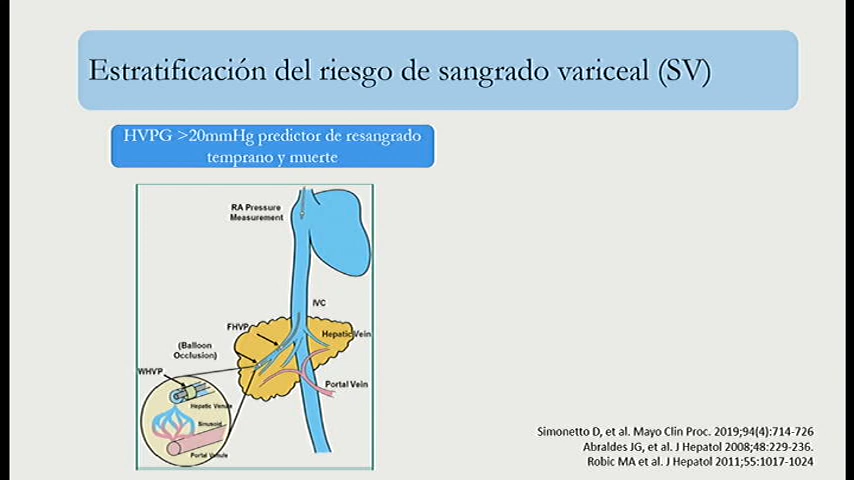 Estratificación del riesgo de sangrado variceal (SV)
HVPG >20mmHg predictor de resangrado
temprano y muerte
RA Pressure
Measurement
IVC
FHVP
Hepatic Vein
(Balloon
Occlusion)
WHVP
Portal Vein
Hepatic Venule
Sinusoid
Portal Venule
Simonetto D, et al. Mayo Clin Proc. 2019;94(4):714-726
Abraldes JG, et al. J Hepatol 2008;48:229-236.
Robic MA et al. J Hepatol 2011;55:1017-1024